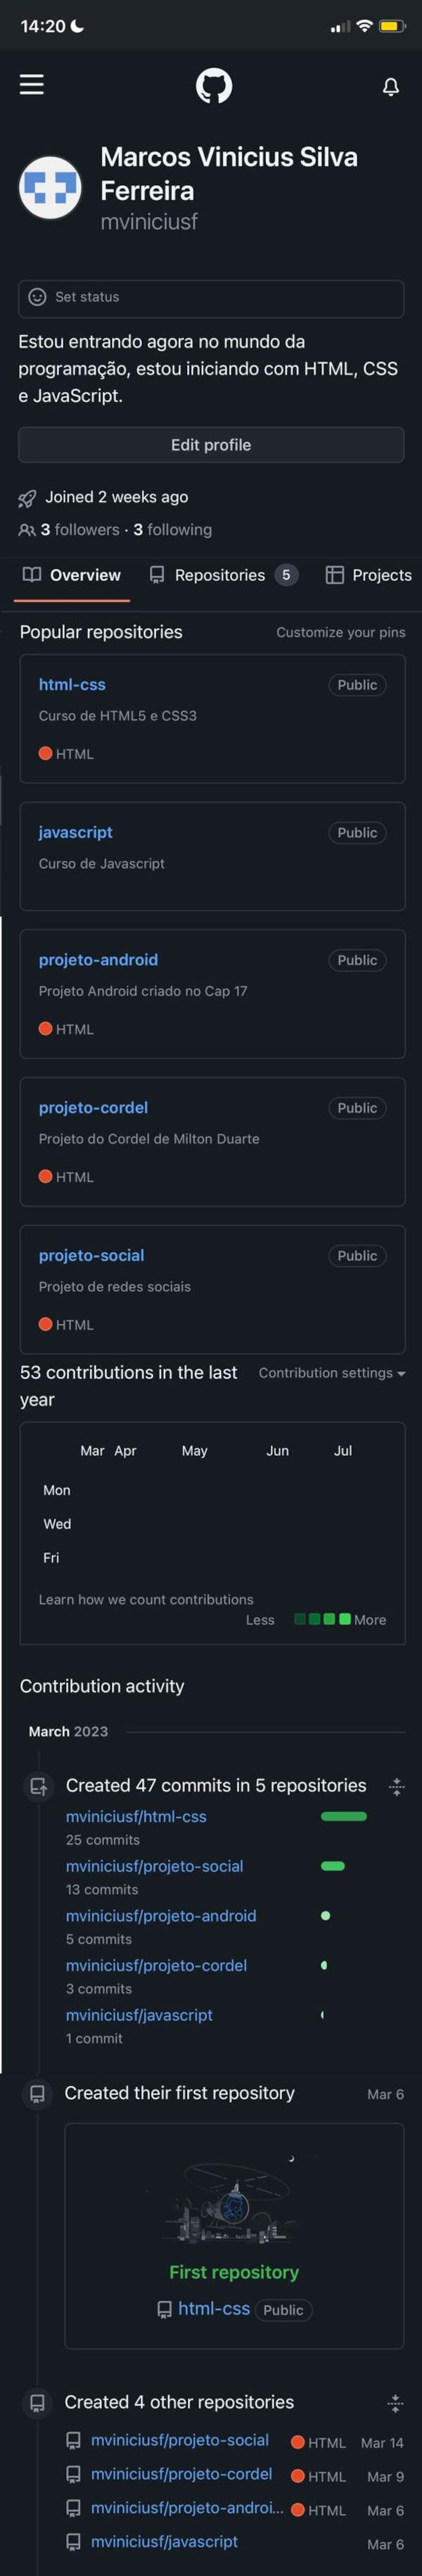 14:20
Marcos Vinicius Silva
Ferreira
mviniciusf
Set status
Estou entrando agora no mundo da
programação, estou iniciando com HTML, CSS
e JavaScript.
Edit profile
Joined 2 weeks ago
3 followers · 3 following
Overview Repositories 5 Projects
Popular repositories Customize your pins
html-css Public
Curso de HTML5 e CSS3
HTML
javascript Public
Curso de Javascript
projeto-android Public
Projeto Android criado no Cap 17
HTML
projeto-cordel Public
Projeto do Cordel de Milton Duarte
HTML
projeto-social Public
Projeto de redes sociais
HTML
53 contributions in the last Contribution settings
year
Mar Apr May Jun Jul
Mon
Wed
Fri
Learn how we count contributions
Less More
Contribution activity
March 2023
Created 47 commits in 5 repositories
mviniciusf/html-css
25 commits
mviniciusf/projeto-social
13 commits
mviniciusf/projeto-android
5 commits
mviniciusf/projeto-cordel
3 commits
mviniciusf/javascript
1 commit
Created their first repository Mar 6
First repository
html-css Public
Created 4 other repositories
mviniciusf/projeto-social HTML Mar 14
mviniciusf/projeto-cordel HTML Mar 9
mviniciusf/projeto-androi... HTML Mar 6
mviniciusf/javascript Mar 6